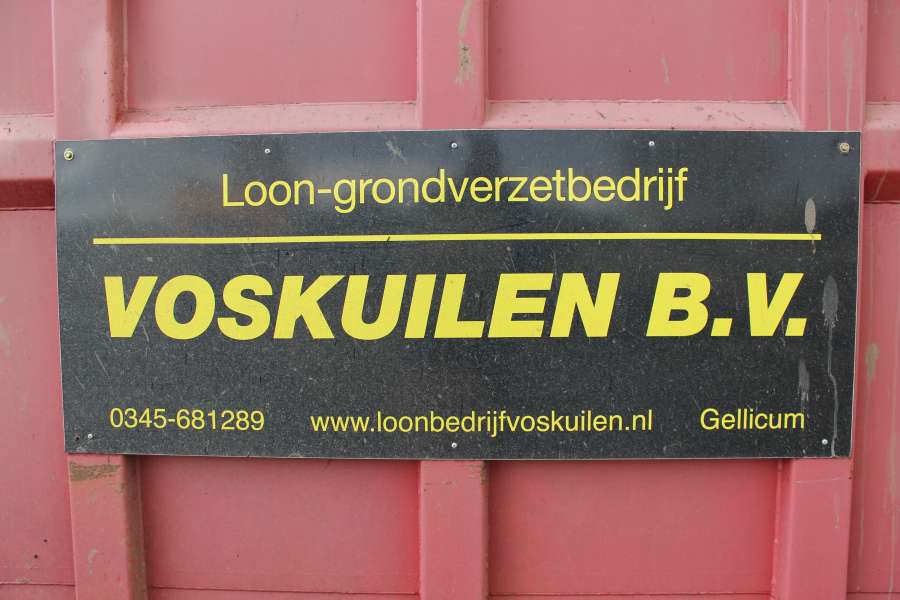 Loon-grondverzetbedrijf
VOSKUILEN B.V.
0345-681289 www.loonbedrijfvoskuilen.nl Gellicum